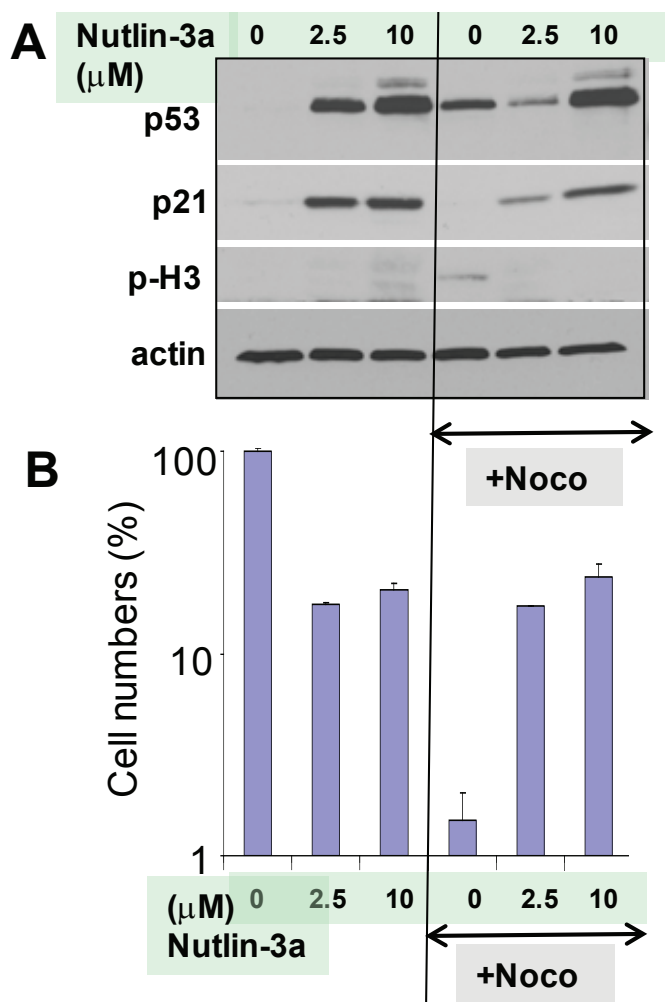 A
Nutlin-3a 0 2.5 10 0 2.5 10
(μM)
p53
p21
p-H3
actin
+Noco
B
Cell numbers (%)
100
10
1
(μM) 0 2.5 10 0 2.5 10
Nutlin-3a
+Noco